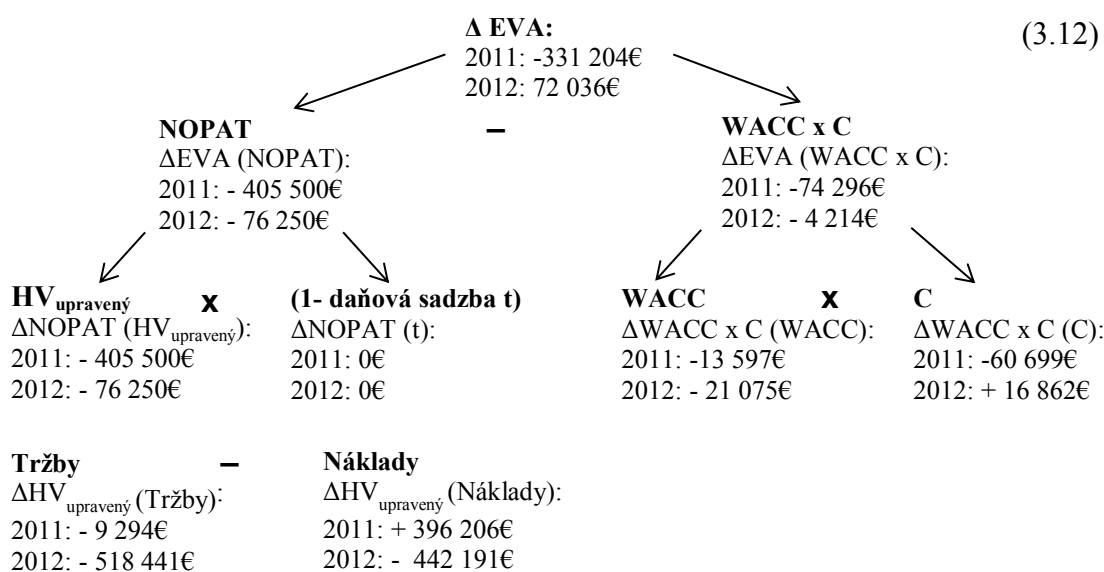 Δ EVA:
(3.12)
2011: -331 204€
2012: 72 036€
NOPAT
–
WACC x C
ΔEVA (NOPAT):
ΔEVA (WACC x C):
2011: - 405 500€
2011: -74 296€
2012: - 76 250€
2012: - 4 214€
HVupravený x (1- daňová sadzba t)
WACC x C
ΔNOPAT (HVupravený):
ΔNOPAT (t):
ΔWACC x C (WACC):
ΔWACC x C (C):
2011: - 405 500€
2011: 0€
2011: -13 597€
2011: -60 699€
2012: - 76 250€
2012: 0€
2012: - 21 075€
2012: + 16 862€
Tržby – Náklady
ΔHVupravený (Tržby):
ΔHVupravený (Náklady):
2011: - 9 294€
2011: + 396 206€
2012: - 518 441€
2012: - 442 191€